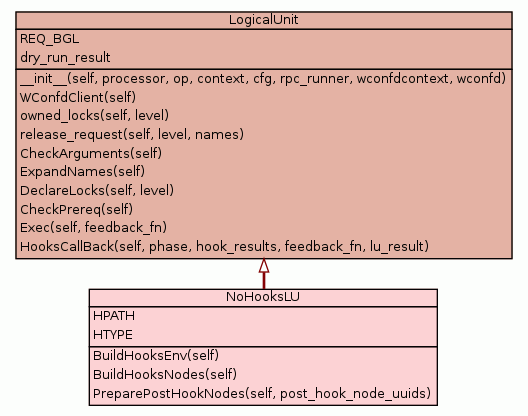 LogicalUnit
REQ_BGL
dry_run_result
__init__(self, processor, op, context, cfg, rpc_runner, wconfdcontext, wconfd)
WConfdClient(self)
owned_locks(self, level)
release_request(self, level, names)
CheckArguments(self)
ExpandNames(self)
DeclareLocks(self, level)
CheckPrereq(self)
Exec(self, feedback_fn)
HooksCallBack(self, phase, hook_results, feedback_fn, lu_result)
NoHooksLU
HPATH
HTYPE
BuildHooksEnv(self)
BuildHooksNodes(self)
PreparePostHookNodes(self, post_hook_node_uuids)